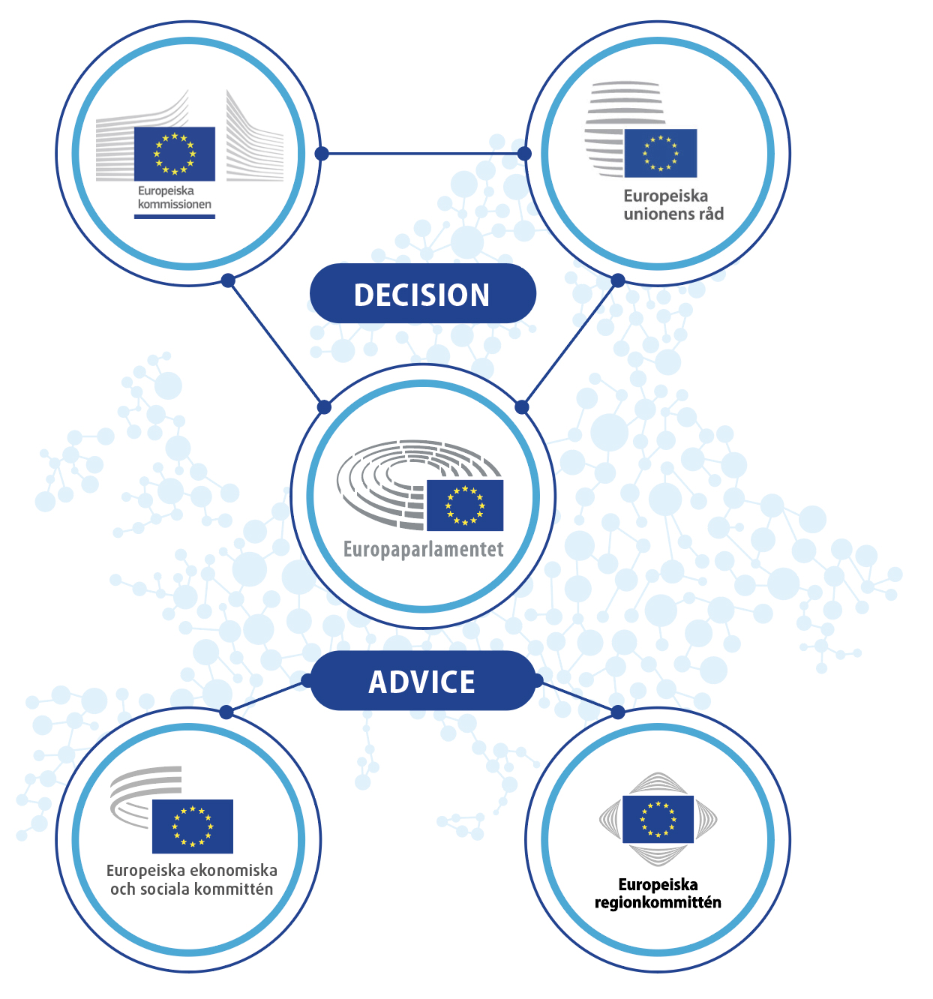 Europeiska
kommissionen
Europeiska
unionens råd
DECISION
Europaparlamentet
ADVICE
Europeiska ekonomiska
och sociala kommittén
Europeiska
regionkommittén